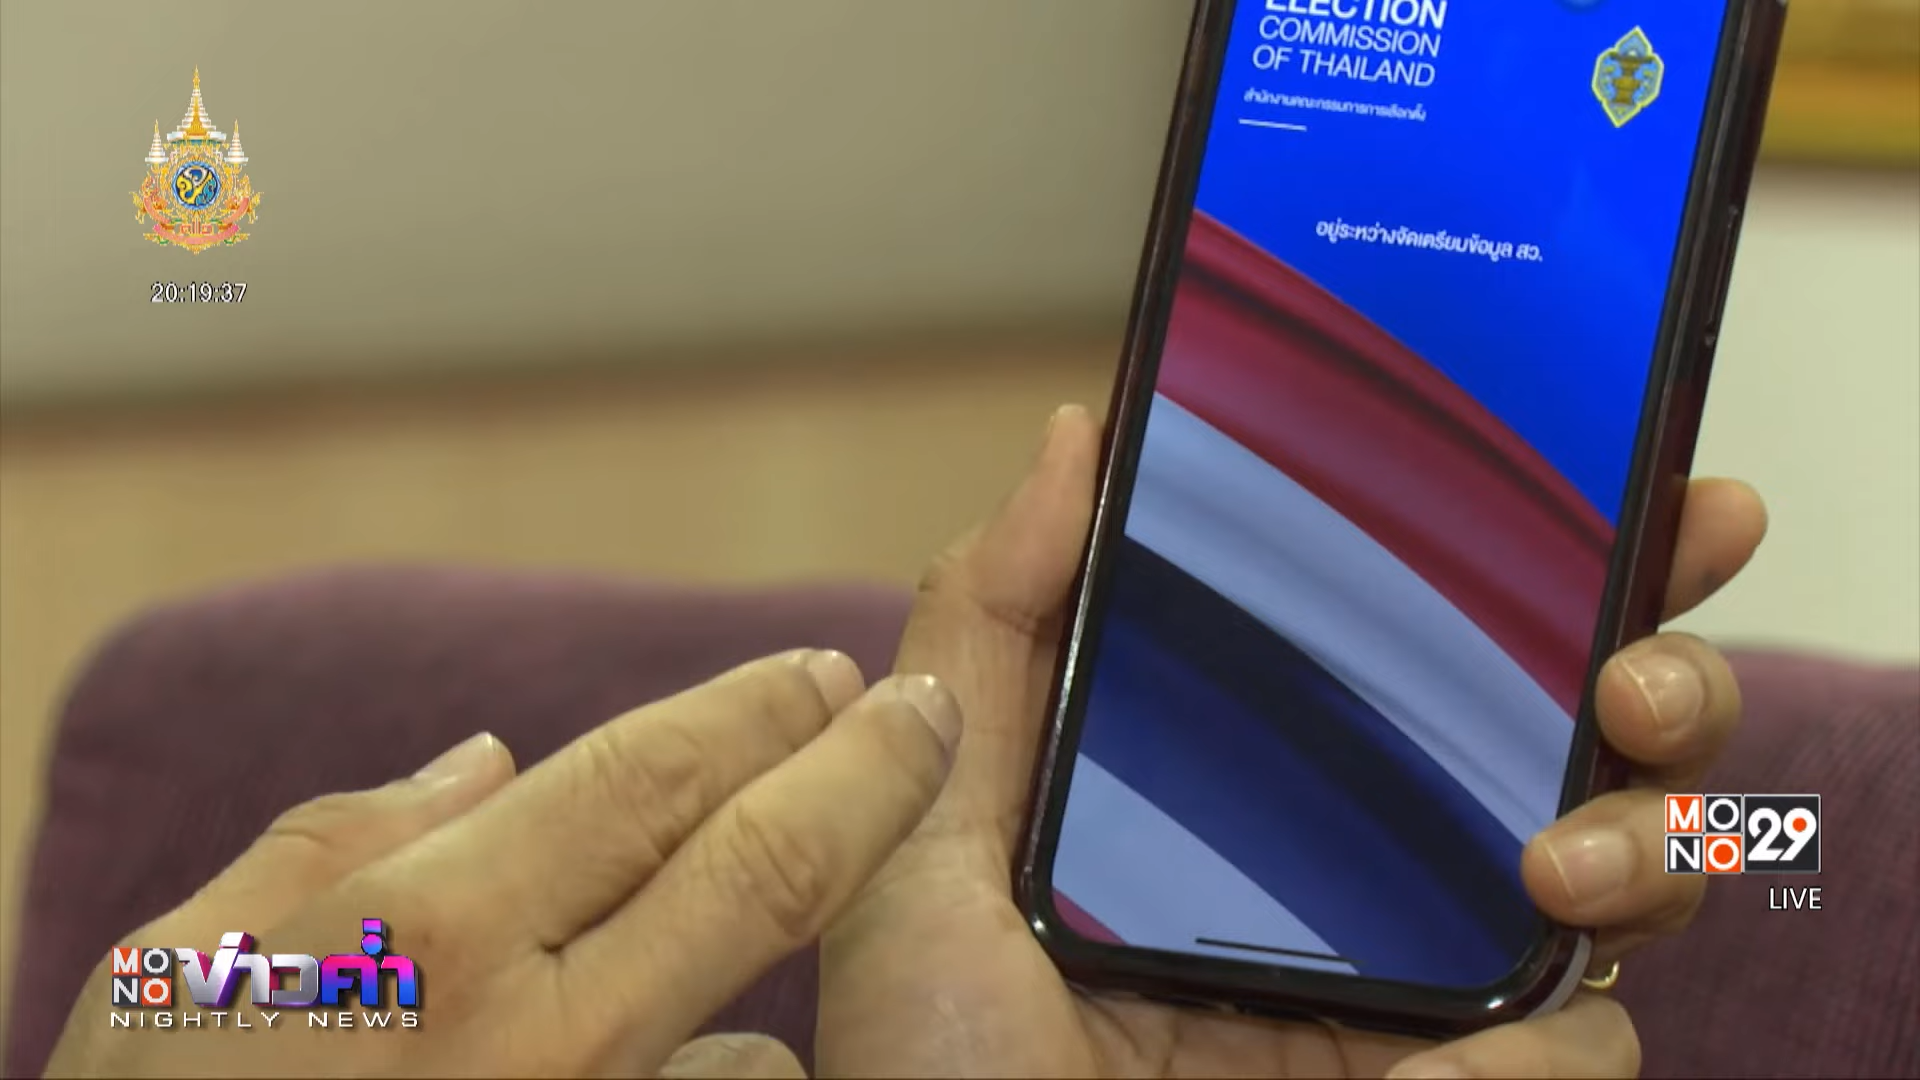 ELECTION
COMMISSION
OF THAILAND
สำนักงานคณะกรรมการการเลือกตั้ง
อยู่ระหว่างจัดเตรียมข้อมูล สว.
20:19:37
MONO 29
LIVE
MONO ข่าวค่ำ
NIGHTLY NEWS